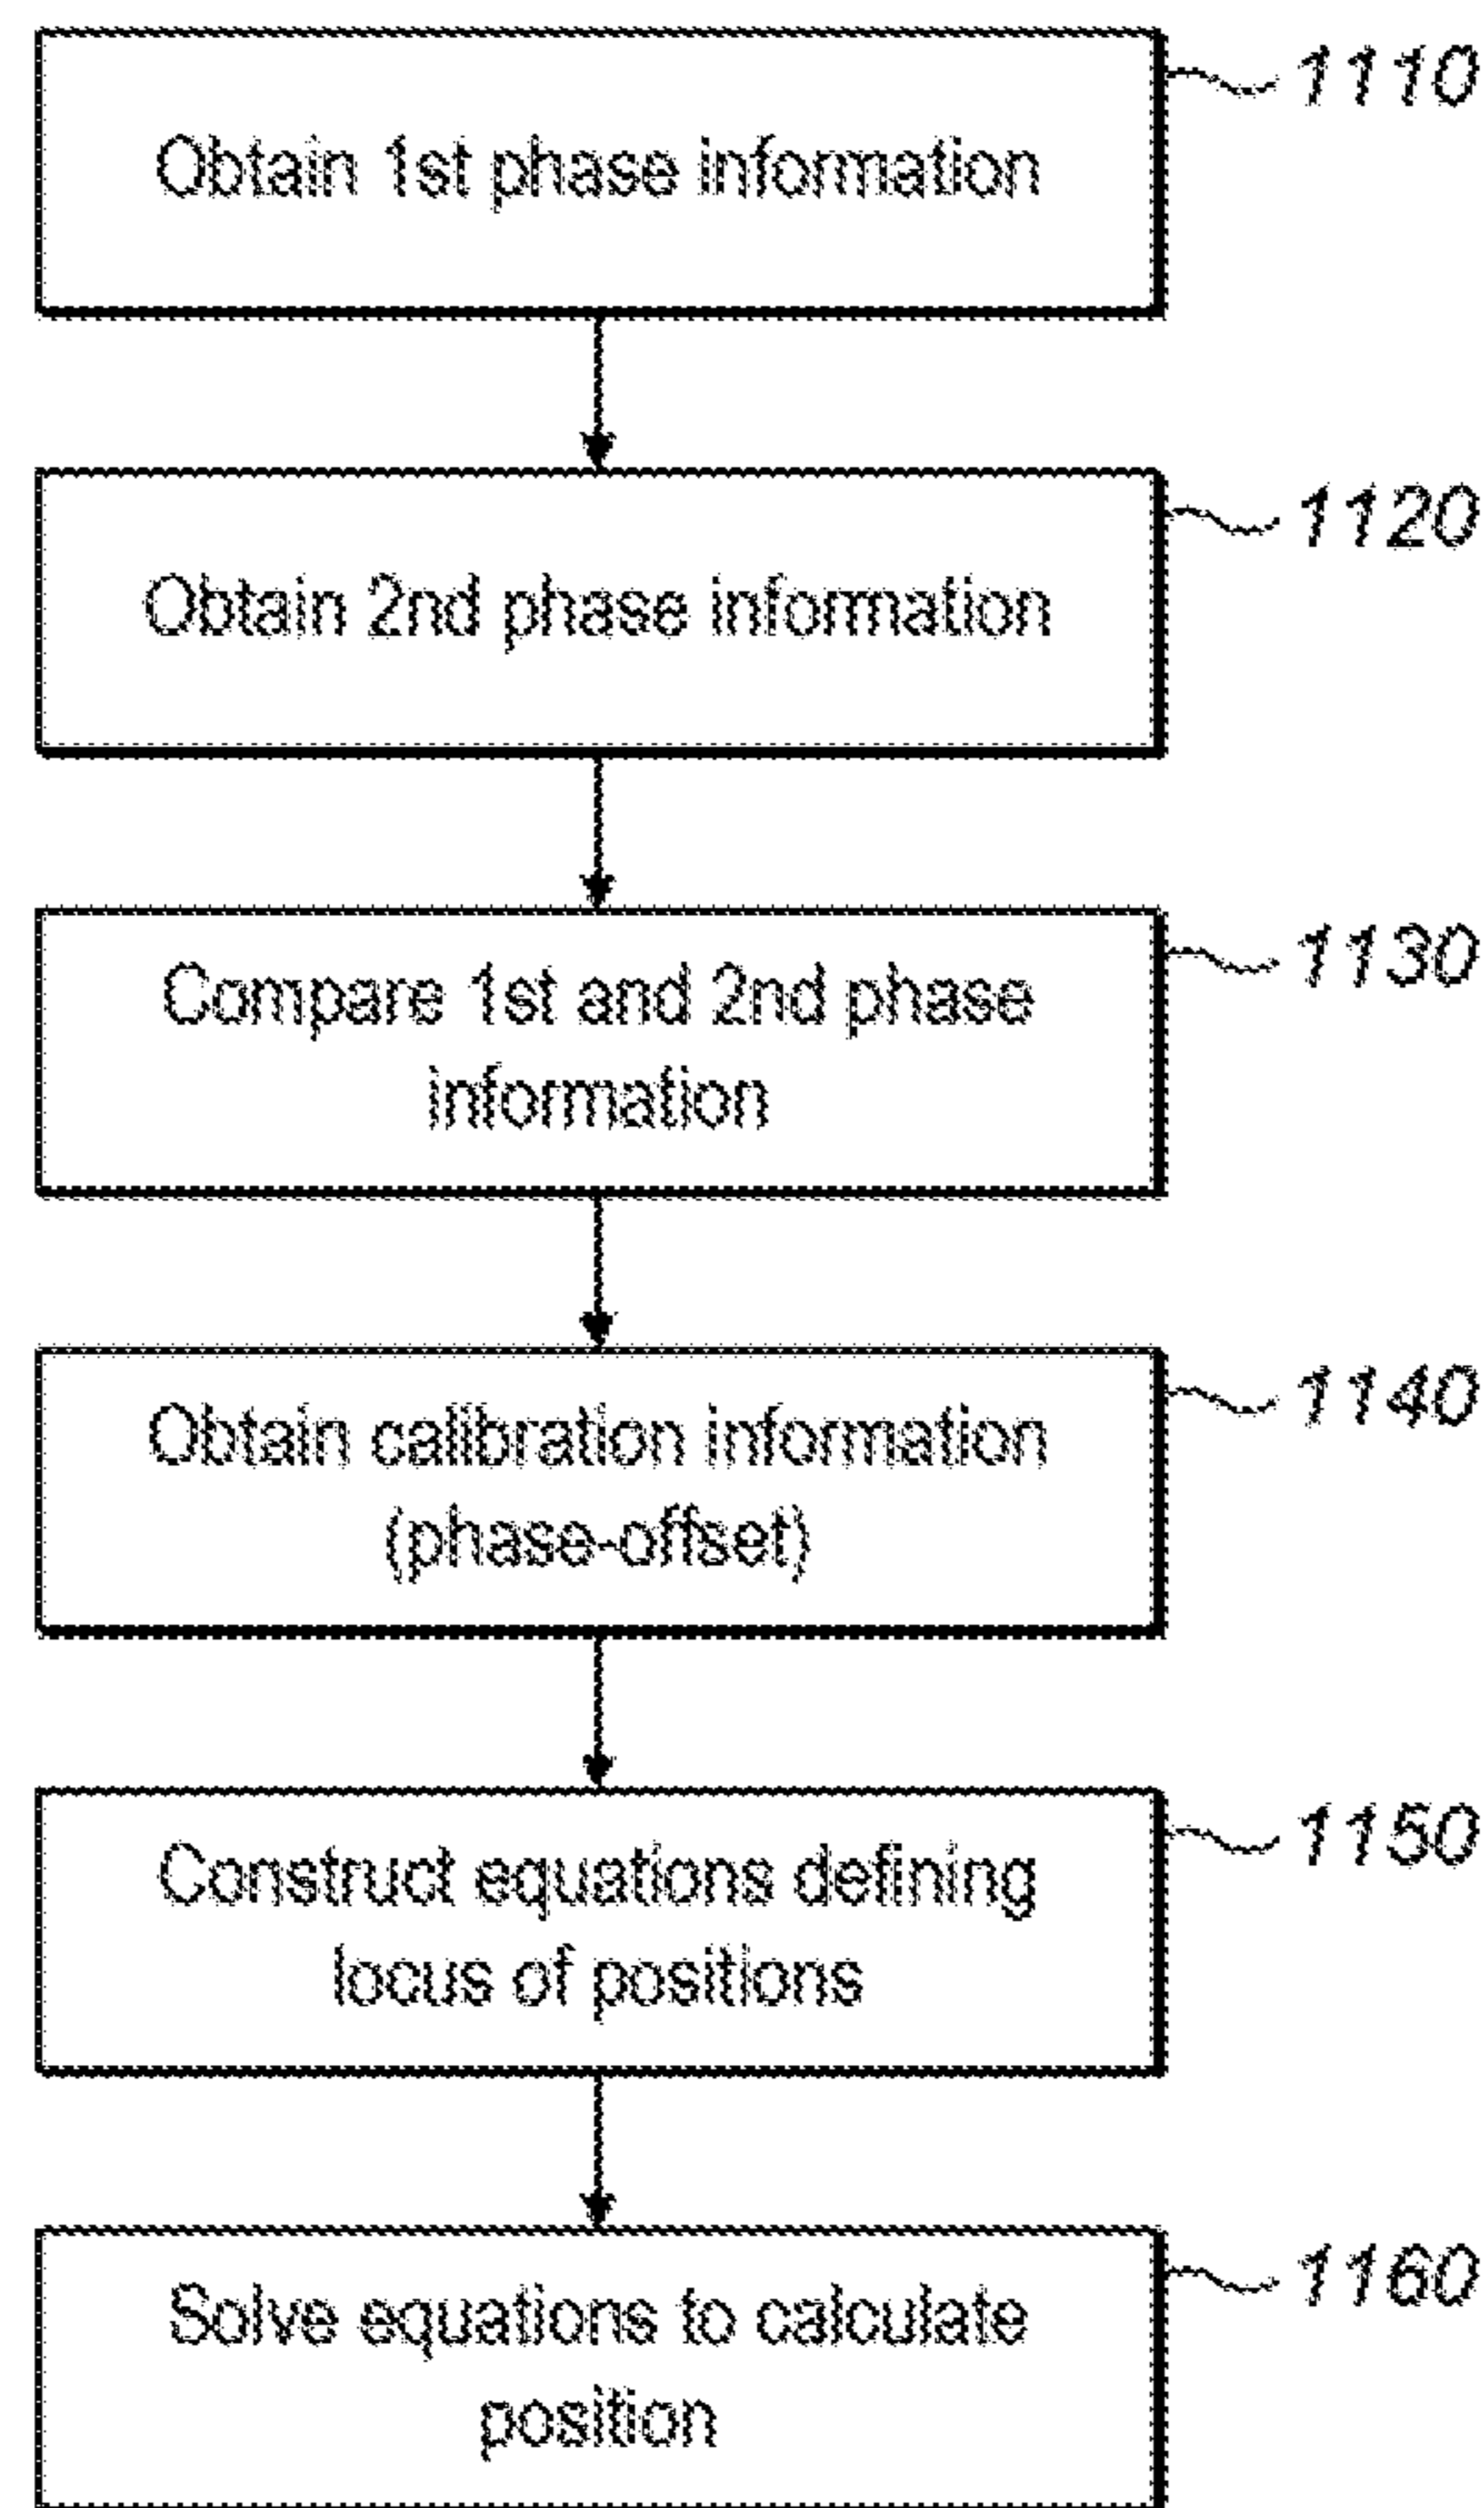 Obtain 1st phase information
1110
Obtain 2nd phase information
1120
Compare 1st and 2nd phase
information
1130
Obtain calibration information
(phase-offset)
1140
Construct equations defining
locus of positions
1150
Solve equations to calculate
position
1160